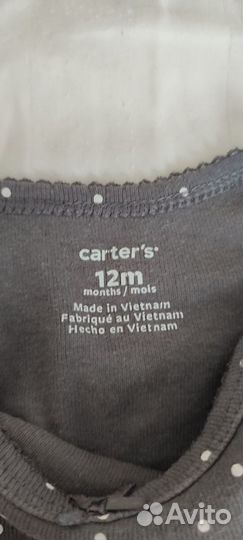 carter's
12m
months / mois
Made in Vietnam
Fabriqué au Vietnam
Hecho en Vietnam
Avito